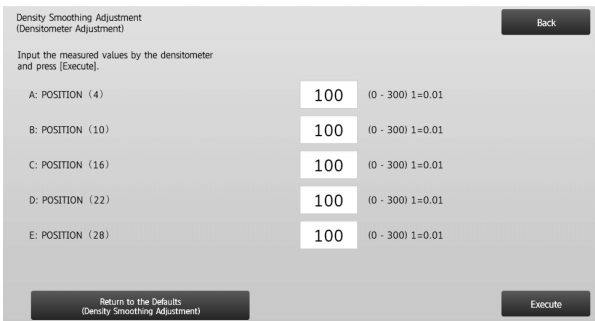 Density Smoothing Adjustment
(Densitometer Adjustment)
Back
Input the measured values by the densitometer
and press [Execute].
A: POSITION (4) 100 (0 - 300) 1=0.01
B: POSITION (10) 100 (0 - 300) 1=0.01
C: POSITION (16) 100 (0 - 300) 1=0.01
D: POSITION (22) 100 (0 - 300) 1=0.01
E: POSITION (28) 100 (0 - 300) 1=0.01
Return to the Defaults
(Density Smoothing Adjustment)
Execute